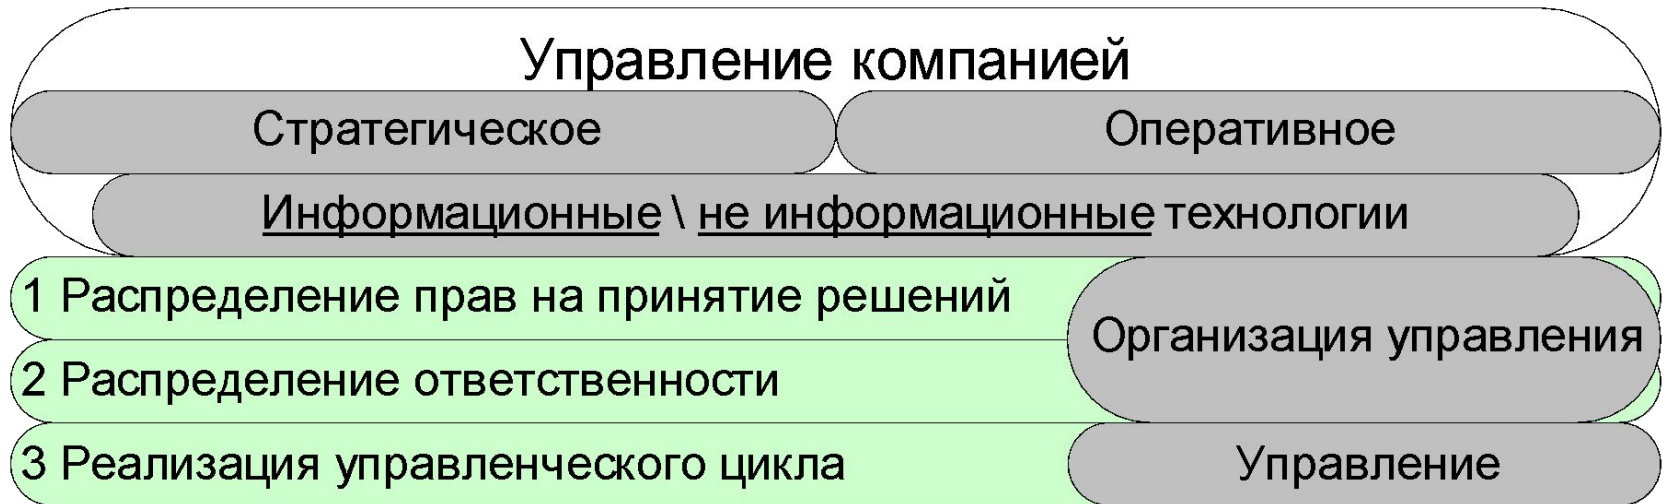 Управление компанией
Стратегическое
Оперативное
Информационные \ не информационные технологии
1 Распределение прав на принятие решений
Организация управления
2 Распределение ответственности
3 Реализация управленческого цикла
Управление